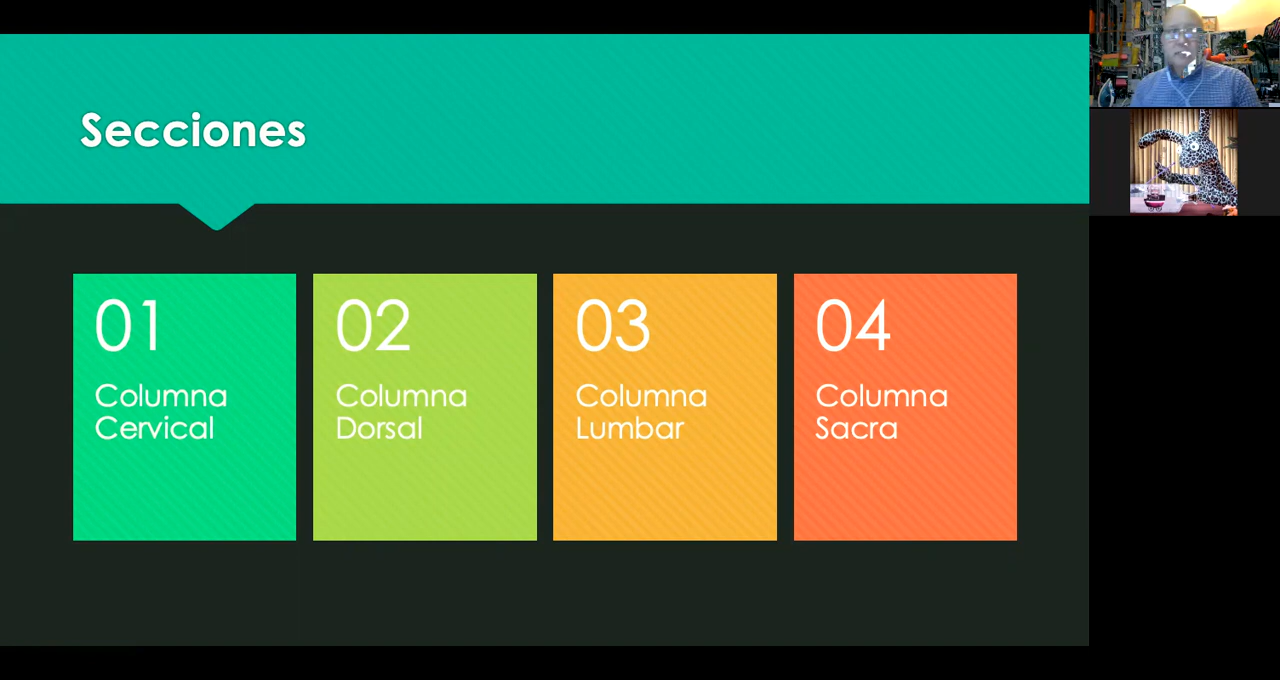 Secciones
01
Columna
Cervical
02
Columna
Dorsal
03
Columna
Lumbar
04
Columna
Sacra